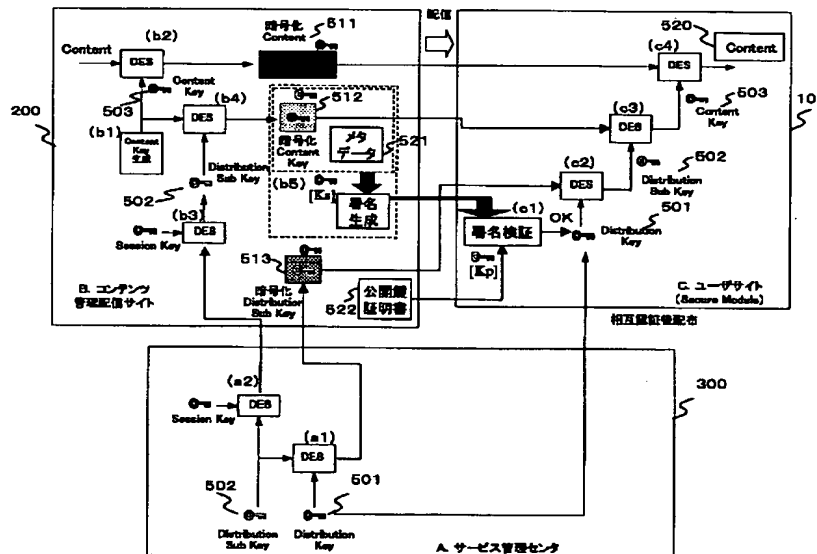 暗号化
Content
511
配信
520
Content
(b2)
(c4)
Content
DES
DES
Content
Key
503
200
(b4)
512
(c3)
503
Content
Key
10
(b1)
Content
Key
生成
DES
暗号化
Content
Key
メタ
データ
521
DES
(c2)
502
Distribution
Sub Key
Distribution
Sub Key
502
(b5)
[Ks]
署名
生成
DES
501
(b3)
(c1)
OK
Distribution
Key
Session Key
DES
署名検証
513
[Kp]
B. コンテンツ
管理配信サイト
暗号化
Distribution
Sub Key
522
公開鍵
証明書
C. ユーザサイト
(Secure Module)
相互認証後配布
(a2)
300
DES
Session Key
(a1)
DES
502
501
Distribution
Sub Key
Distribution
Key
A. サービス管理センタ